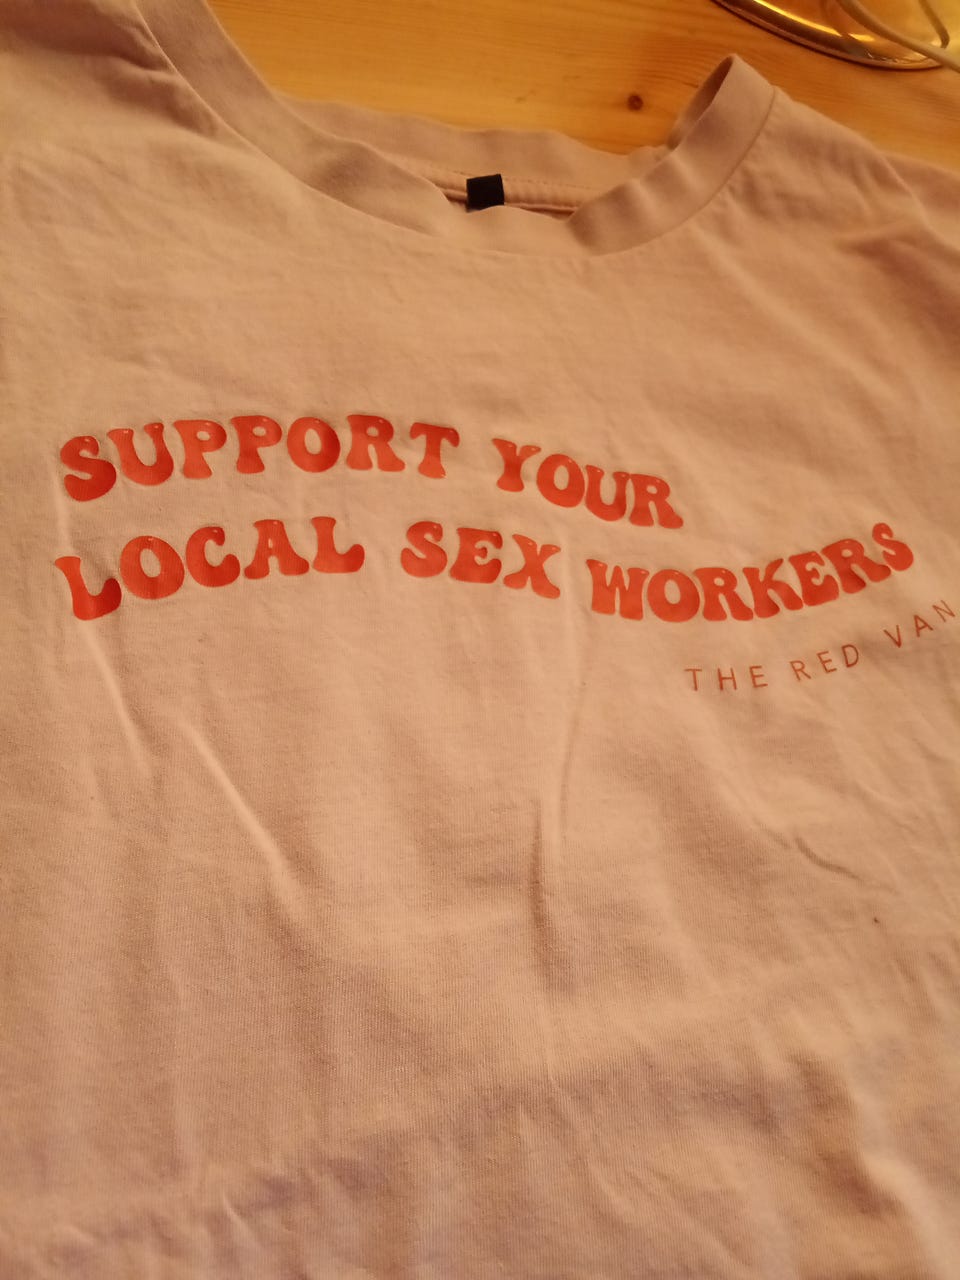 SUPPORT YOUR
LOCAL SEX WORKERS
THE RED VAN